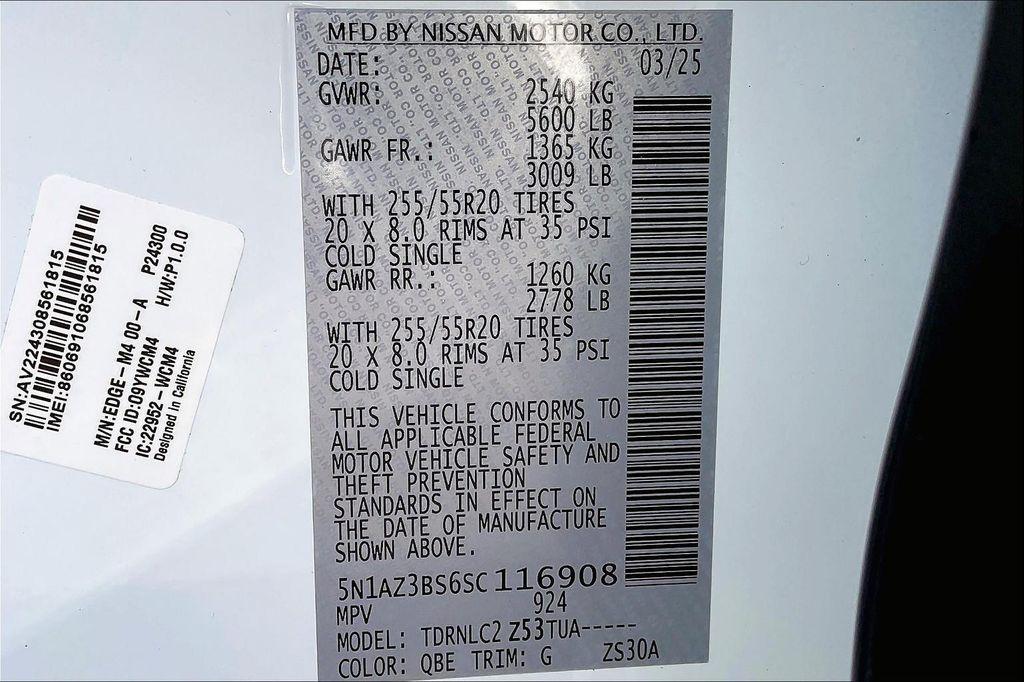 MFD BY NISSAN MOTOR CO., LTD.
DATE: 03/25
GVWR: 2540 KG
5600 LB
GAWR FR.: 1365 KG
3009 LB
WITH 255/55R20 TIRES
20 X 8.0 RIMS AT 35 PSI
COLD SINGLE
GAWR RR.: 1260 KG
2778 LB
WITH 255/55R20 TIRES
20 X 8.0 RIMS AT 35 PSI
COLD SINGLE
THIS VEHICLE CONFORMS TO
ALL APPLICABLE FEDERAL
MOTOR VEHICLE SAFETY AND
THEFT PREVENTION
STANDARDS IN EFFECT ON
THE DATE OF MANUFACTURE
SHOWN ABOVE.
5N1AZ3BS6SC116908
MPV 924
MODEL: TDRNLC2 Z53TUA-----
COLOR: QBE TRIM: G ZS30A
SN:AV224308561815
IMEI:860691068561815
M/N:EDGE-M4 00-A P24300
FCC ID:09YWCM4 H/W:P1.0.0
IC:22952-WCM4
Designed in California